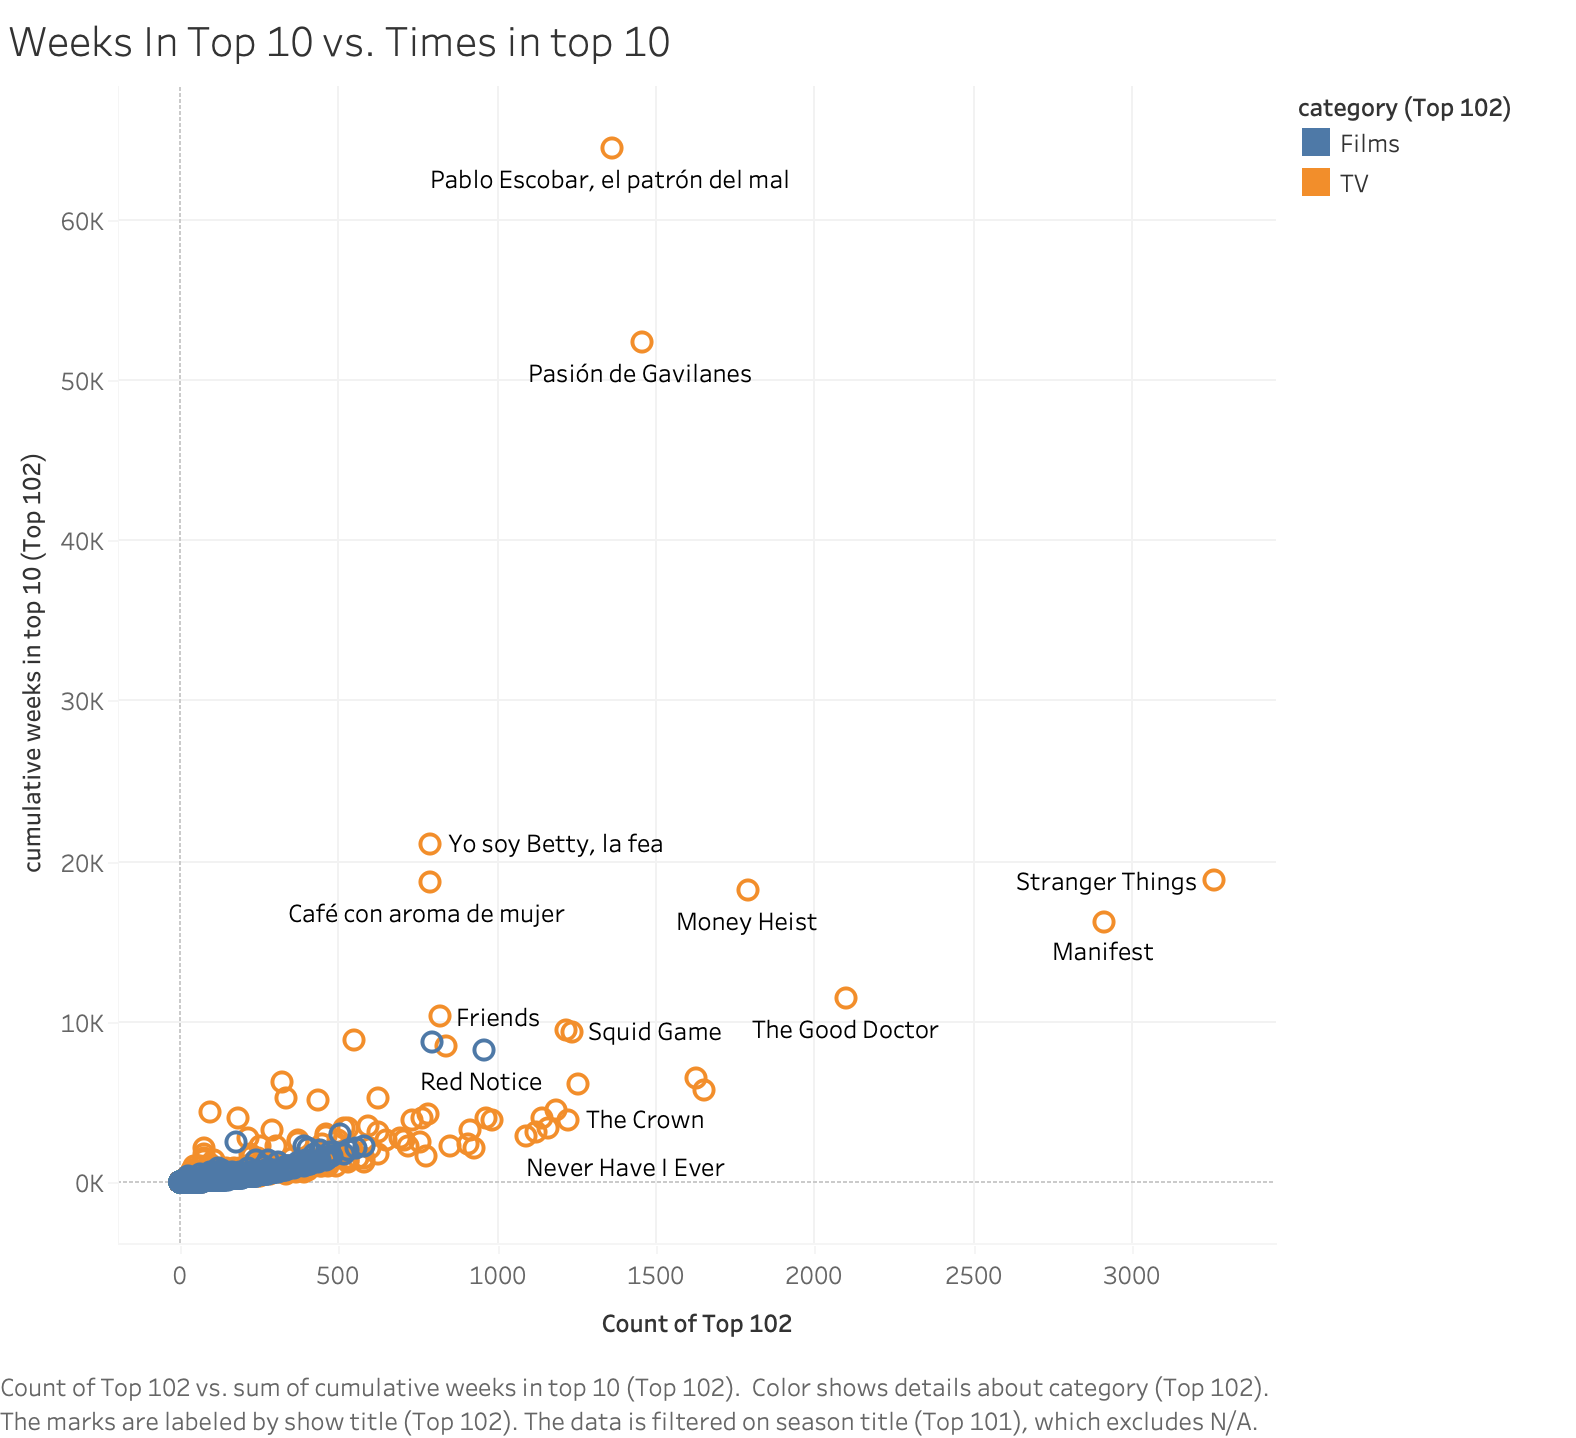 Weeks In Top 10 vs. Times in top 10
category (Top 102)
Films
TV
Pablo Escobar, el patrón del mal
60K
Pasión de Gavilanes
50K
40K
cumulative weeks in top 10 (Top 102)
30K
Yo soy Betty, la fea
20K
Stranger Things
Café con aroma de mujer
Money Heist
Manifest
Friends
10K
Squid Game
The Good Doctor
Red Notice
The Crown
Never Have I Ever
0K
0 500 1000 1500 2000 2500 3000
Count of Top 102
Count of Top 102 vs. sum of cumulative weeks in top 10 (Top 102).  Color shows details about category (Top 102).
The marks are labeled by show title (Top 102). The data is filtered on season title (Top 101), which excludes N/A.